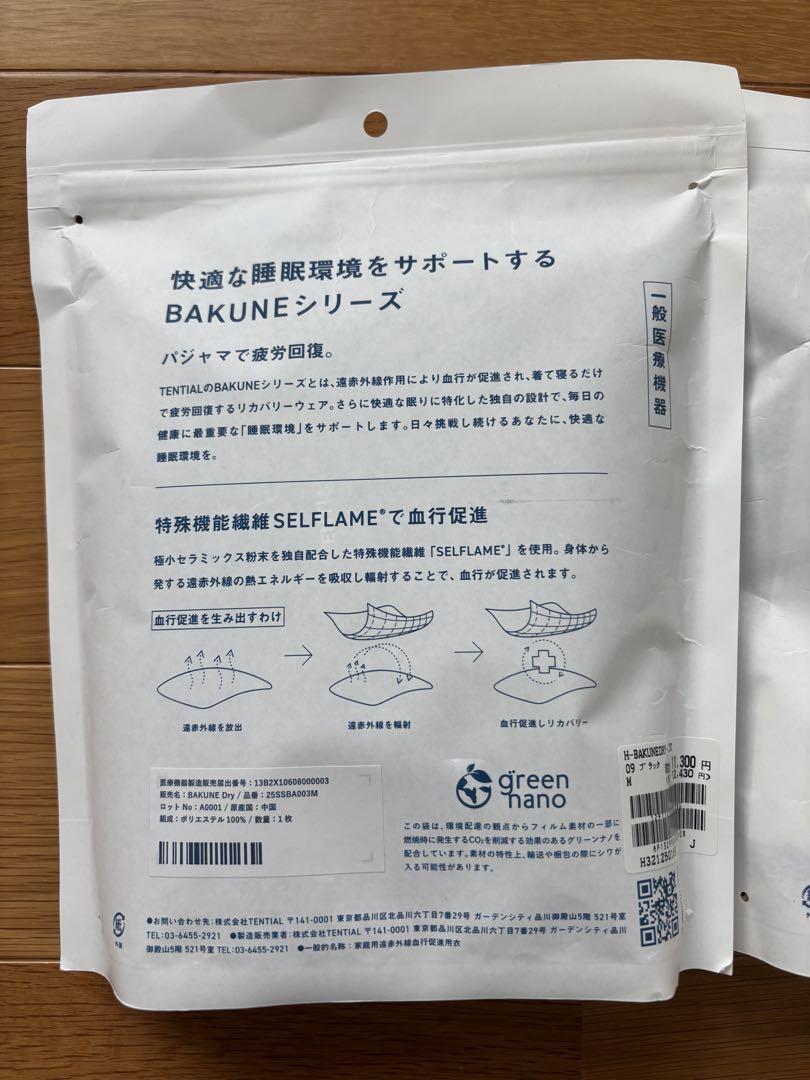 快適な睡眠環境をサポートする
BAKUNEシリーズ
一般医療機器
パジャマで疲労回復。
TENTIALのBAKUNEシリーズとは、遠赤外線作用により血行が促進され、着て寝るだけ
で疲労回復するリカバリーウェア。さらに快適な眠りに特化した独自の設計で、毎日の
健康に最重要な「睡眠環境」をサポートします。日々挑戦し続けるあなたに、快適な
睡眠環境を。
特殊機能繊維SELFLAME®で血行促進
極小セラミックス粉末を独自配合した特殊機能繊維「SELFLAME®」を使用。身体から
発する遠赤外線の熱エネルギーを吸収し輻射することで、血行が促進されます。
血行促進を生み出すわけ
遠赤外線を放出
遠赤外線を輻射
血行促進しリカバリー
医療機器製造販売届出番号：13B2X10608000003
販売名：BAKUNE Dry / 品番：25SSBA003M
ロットNo：A0001 / 原産国：中国
組成：ポリエステル100% / 数量：1枚
green
nano
この袋は、環境配慮の観点からフィルム素材の一部に
燃焼時に発生するCO₂を削減する効果のあるグリーンナノを
配合しています。素材の特性上、輸送や梱包の際にシワが
入る可能性があります。
H-BAKUNEDRY
09 ブラック
M
,300 円
430 円>
J
外装
●お問い合わせ先：株式会社TENTIAL 〒141-0001 東京都品川区北品川六丁目7番29号 ガーデンシティ品川御殿山5階 521号室
TEL：03-6455-2921 ●製造販売業者：株式会社TENTIAL 〒141-0001 東京都品川区北品川六丁目7番29号 ガーデンシティ品川
御殿山5階 521号室 TEL：03-6455-2921 ●一般的名称：家庭用遠赤外線血行促進用衣